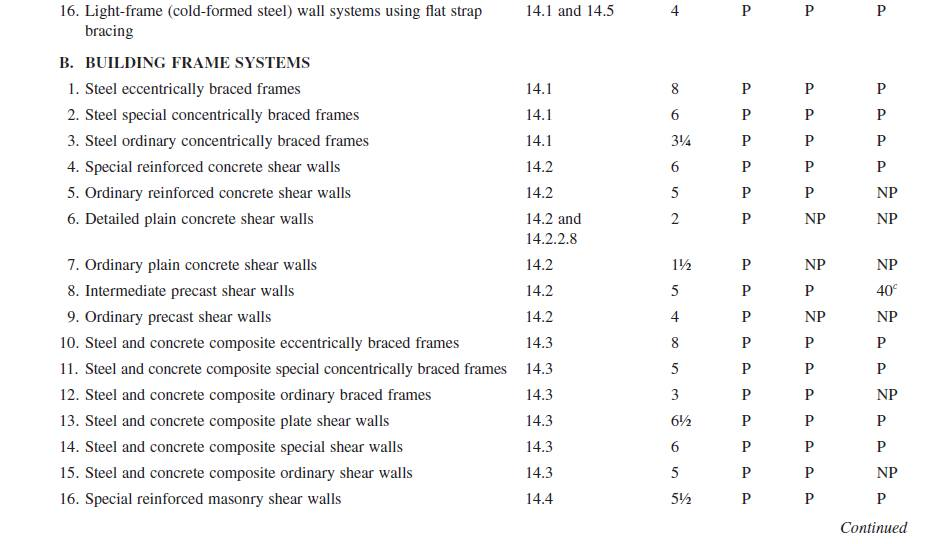 16. Light-frame (cold-formed steel) wall systems using flat strap 14.1 and 14.5 4 P P P
bracing
B. BUILDING FRAME SYSTEMS
1. Steel eccentrically braced frames 14.1 8 P P P
2. Steel special concentrically braced frames 14.1 6 P P P
3. Steel ordinary concentrically braced frames 14.1 3¼ P P P
4. Special reinforced concrete shear walls 14.2 6 P P P
5. Ordinary reinforced concrete shear walls 14.2 5 P P NP
6. Detailed plain concrete shear walls 14.2 and 2 P NP NP
14.2.2.8
7. Ordinary plain concrete shear walls 14.2 1½ P NP NP
8. Intermediate precast shear walls 14.2 5 P P 40ᶜ
9. Ordinary precast shear walls 14.2 4 P NP NP
10. Steel and concrete composite eccentrically braced frames 14.3 8 P P P
11. Steel and concrete composite special concentrically braced frames 14.3 5 P P P
12. Steel and concrete composite ordinary braced frames 14.3 3 P P NP
13. Steel and concrete composite plate shear walls 14.3 6½ P P P
14. Steel and concrete composite special shear walls 14.3 6 P P P
15. Steel and concrete composite ordinary shear walls 14.3 5 P P NP
16. Special reinforced masonry shear walls 14.4 5½ P P P
Continued